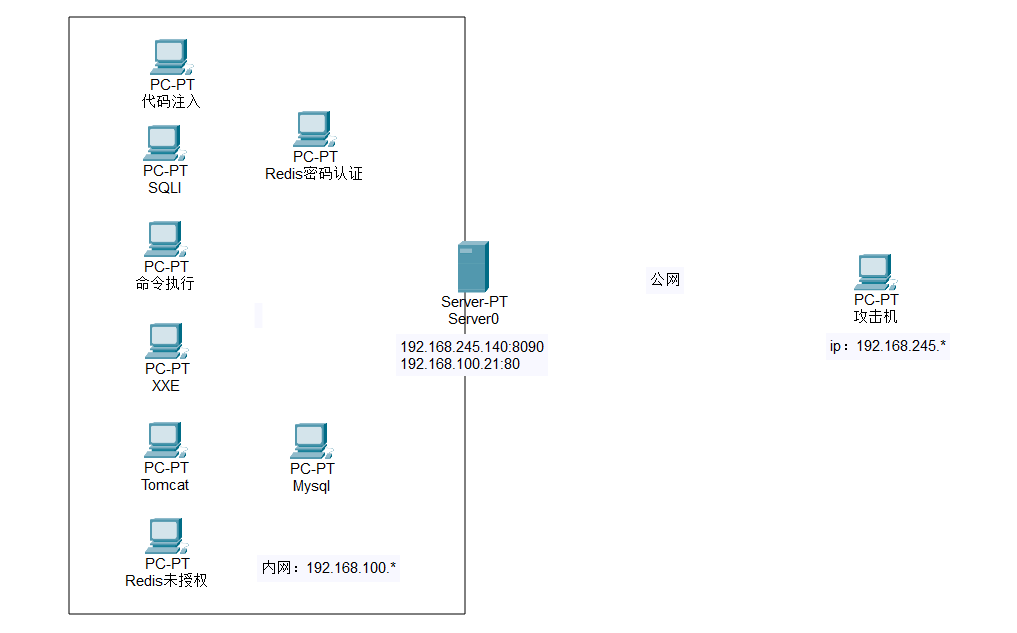 PC-PT
代码注入
PC-PT
Redis密码认证
PC-PT
SQLI
PC-PT
命令执行
PC-PT
XXE
PC-PT
Tomcat
PC-PT
Mysql
PC-PT
Redis未授权
内网：192.168.100.*
Server-PT
Server0
192.168.245.140:8090
192.168.100.21:80
公网
PC-PT
攻击机
ip：192.168.245.*